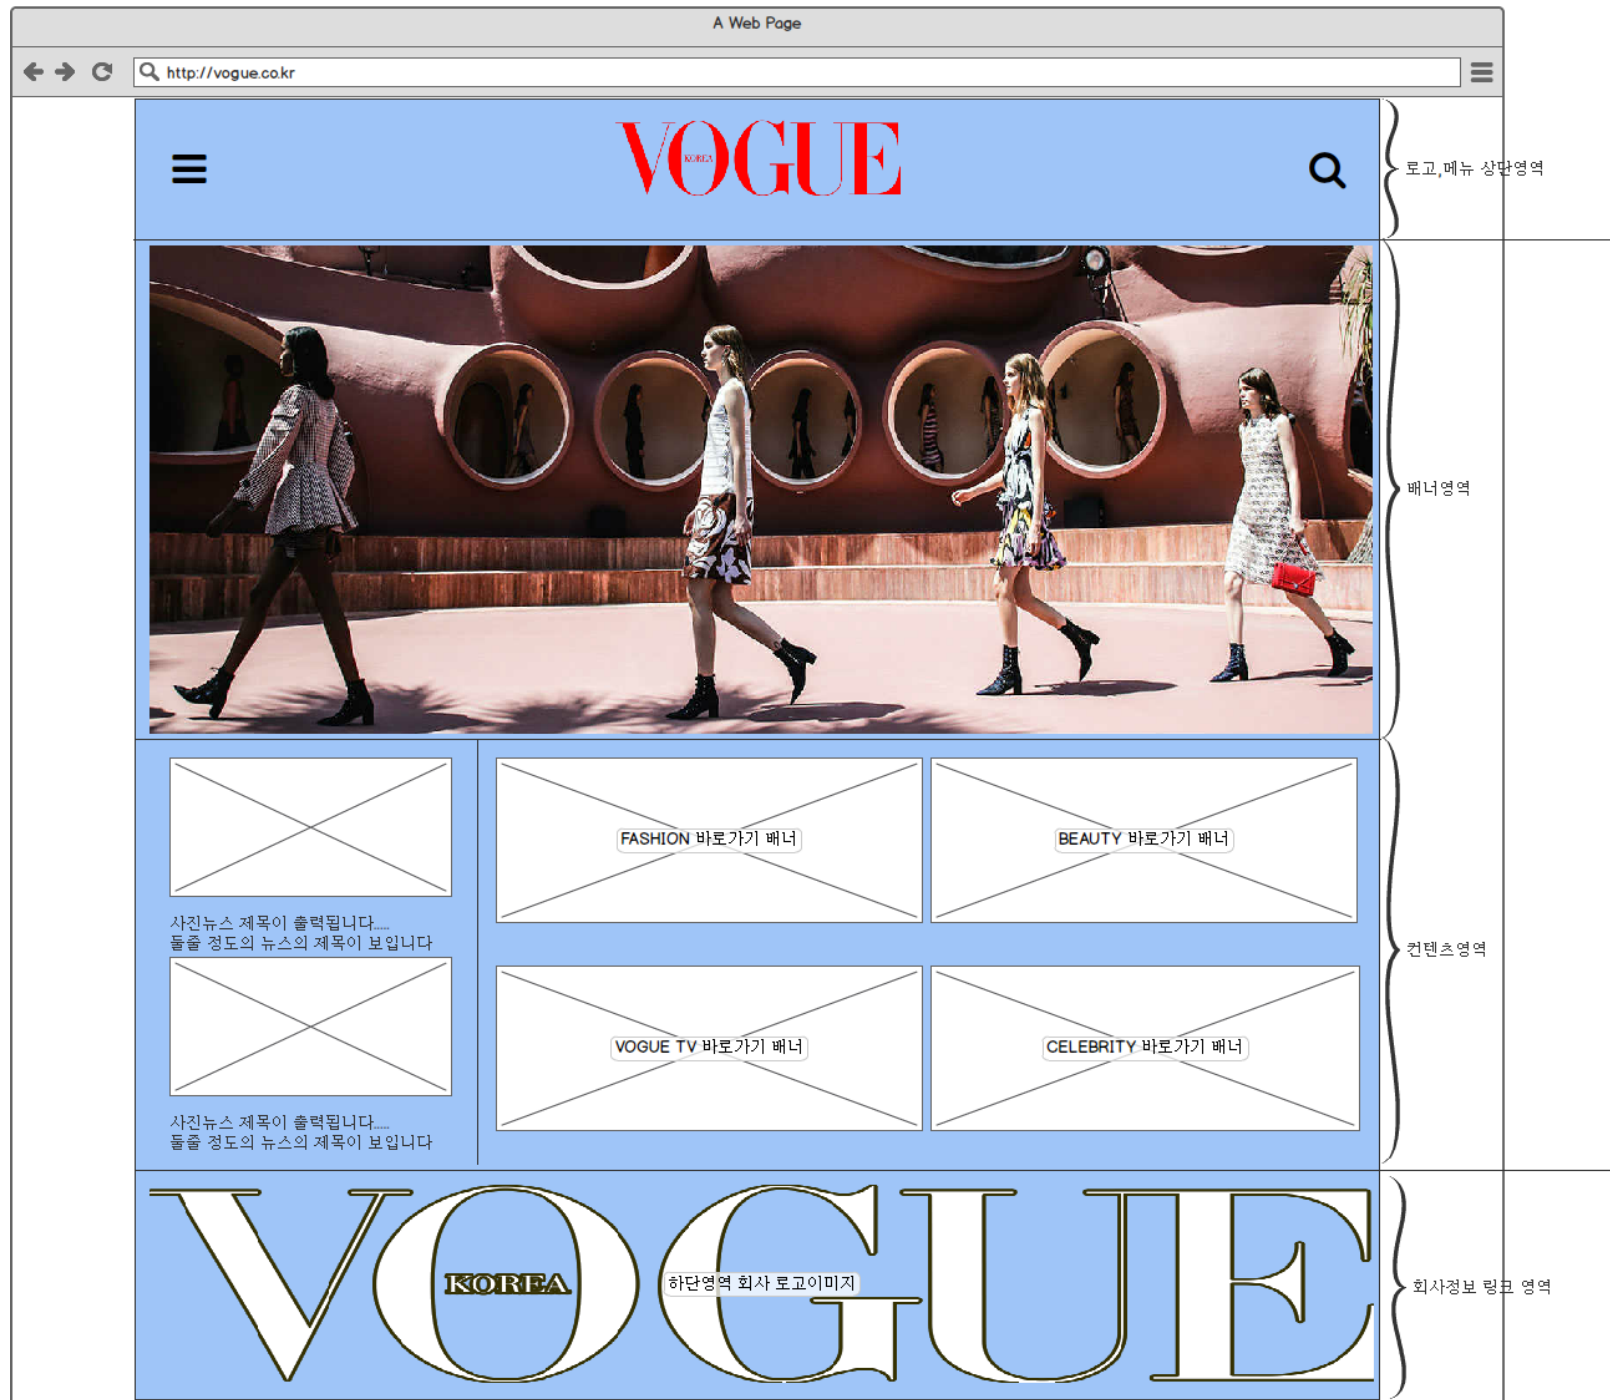 A Web Page
http://vogue.co.kr
VOGUE
KOREA
로고,메뉴 상단영역
배너영역
FASHION 바로가기 배너
BEAUTY 바로가기 배너
사진뉴스 제목이 출력됩니다.....
둘줄 정도의 뉴스의 제목이 보입니다
컨텐츠영역
VOGUE TV 바로가기 배너
CELEBRITY 바로가기 배너
사진뉴스 제목이 출력됩니다.....
둘줄 정도의 뉴스의 제목이 보입니다
VOGUE
KOREA
하단영역 회사 로고이미지
회사정보 링크 영역